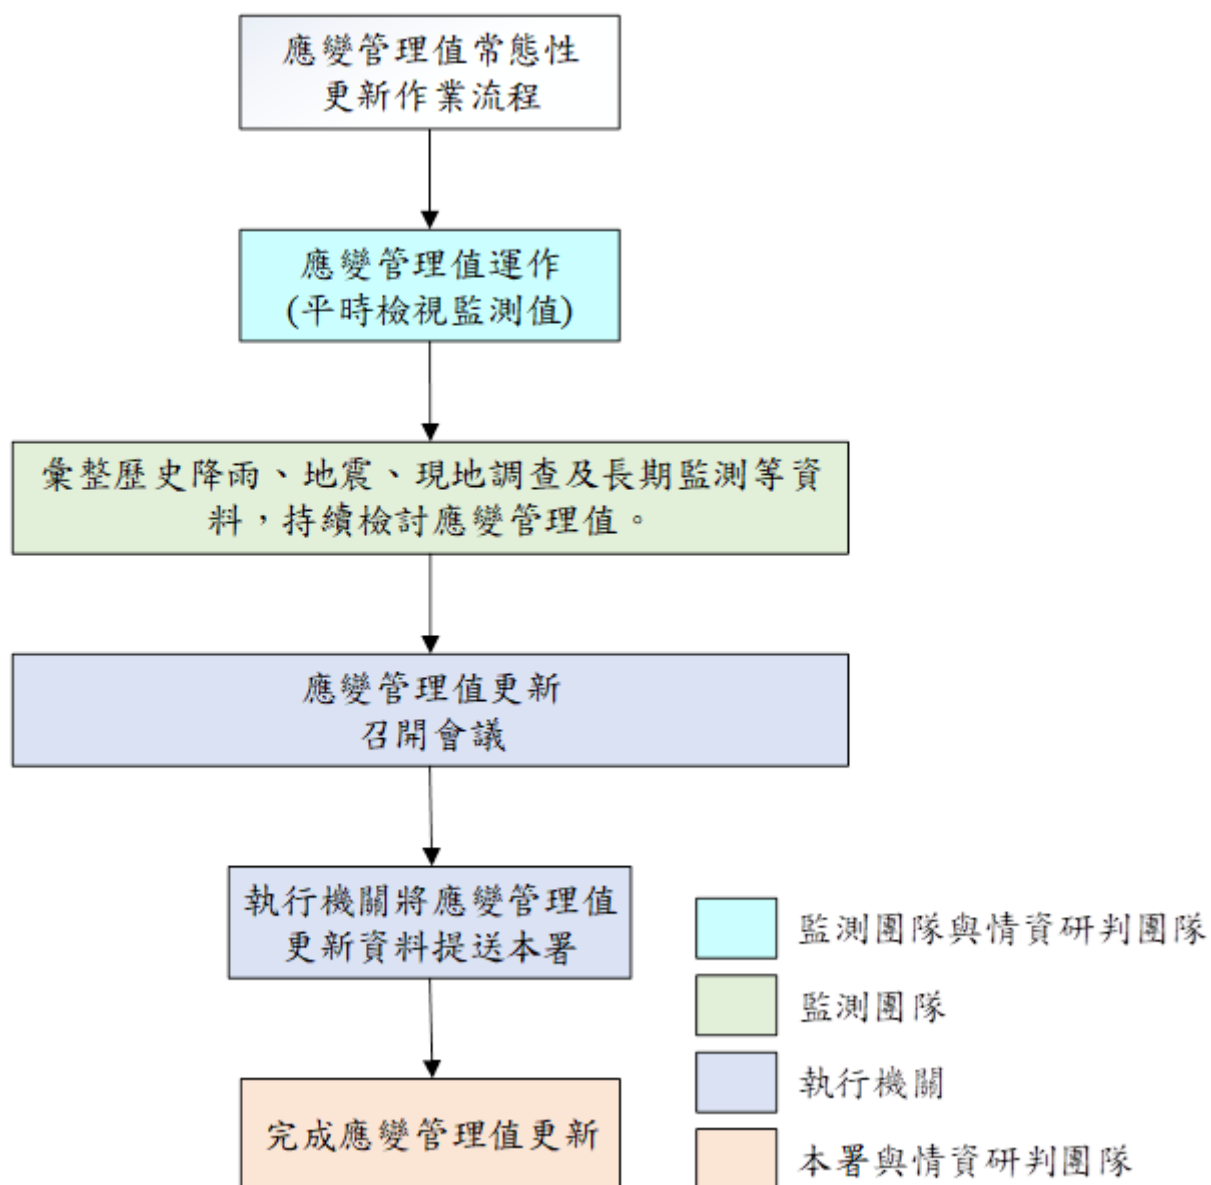 應變管理值常態性
更新作業流程
應變管理值運作
(平時檢視監測值)
彙整歷史降雨、地震、現地調查及長期監測等資
料，持續檢討應變管理值。
應變管理值更新
召開會議
執行機關將應變管理值
更新資料提送本署
完成應變管理值更新
監測團隊與情資研判團隊
監測團隊
執行機關
本署與情資研判團隊